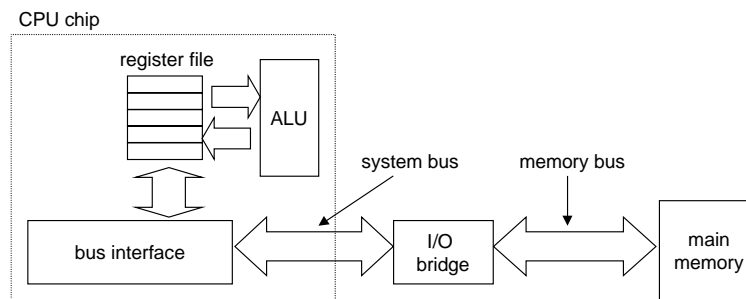 CPU chip
register file
ALU
system bus
memory bus
bus interface
I/O
bridge
main
memory